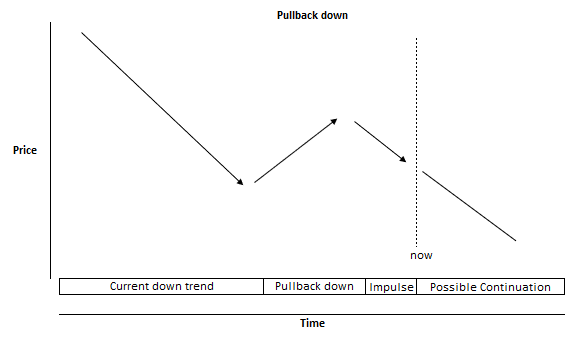 Pullback down
Price
now
Current down trend
Pullback down
Impulse
Possible Continuation
Time